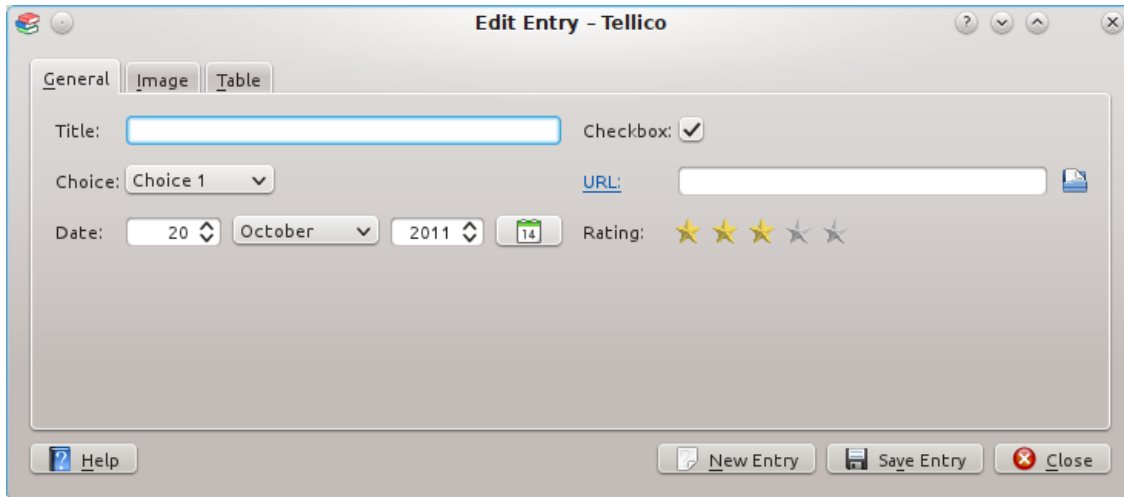 Edit Entry – Tellico
General Image Table
Title: Checkbox:
Choice: Choice 1 URL:
Date: 20 October 2011 14 Rating:
Help New Entry Save Entry Close